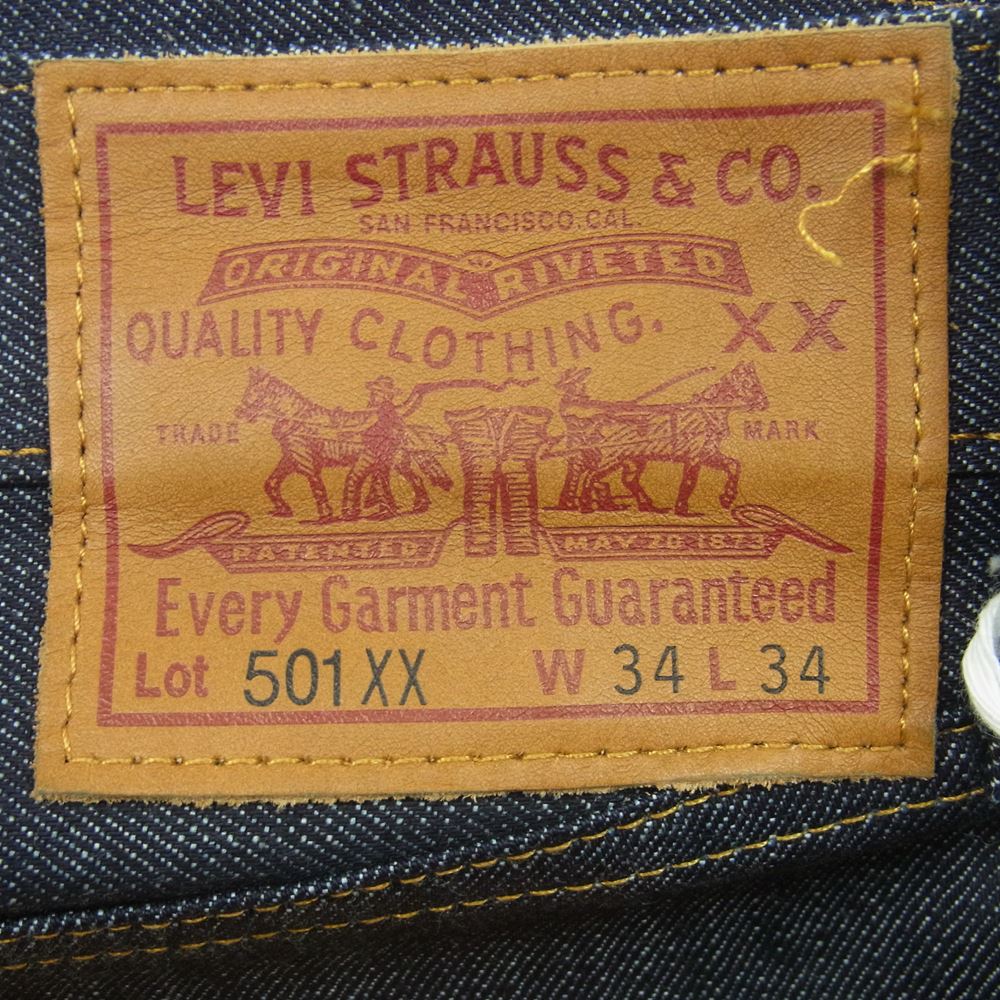 LEVI STRAUSS & CO.
SAN FRANCISCO, CAL.
ORIGINAL RIVETED
QUALITY CLOTHING. XX
TRADE MARK
PATENTED MAY 20 1873
Every Garment Guaranteed
Lot 501XX W 34 L 34